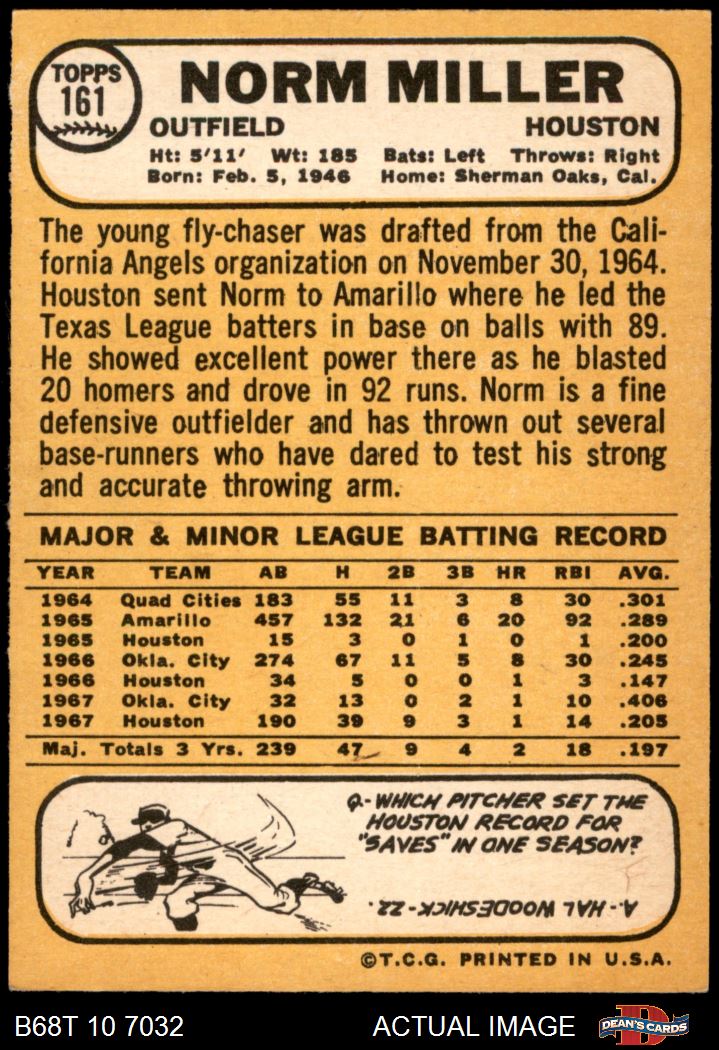 TOPPS
161
NORM MILLER
OUTFIELD HOUSTON
Ht: 5'11' Wt: 185 Bats: Left Throws: Right
Born: Feb. 5, 1946 Home: Sherman Oaks, Cal.
The young fly-chaser was drafted from the Cali-
fornia Angels organization on November 30, 1964.
Houston sent Norm to Amarillo where he led the
Texas League batters in base on balls with 89.
He showed excellent power there as he blasted
20 homers and drove in 92 runs. Norm is a fine
defensive outfielder and has thrown out several
base-runners who have dared to test his strong
and accurate throwing arm.
MAJOR & MINOR LEAGUE BATTING RECORD
YEAR TEAM AB H 2B 3B HR RBI AVG.
1964 Quad Cities 183 55 11 3 8 30 .301
1965 Amarillo 457 132 21 6 20 92 .289
1965 Houston 15 3 0 1 0 1 .200
1966 Okla. City 274 67 11 5 8 30 .245
1966 Houston 34 5 0 0 1 3 .147
1967 Okla. City 32 13 0 2 1 10 .406
1967 Houston 190 39 9 3 1 14 .205
Maj. Totals 3 Yrs. 239 47 9 4 2 18 .197
Q.-WHICH PITCHER SET THE
HOUSTON RECORD FOR
"SAVES" IN ONE SEASON?
A.-HAL WOODESHICK-22.
©T.C.G. PRINTED IN U.S.A.
B68T 10 7032 ACTUAL IMAGE D DEAN'S CARDS